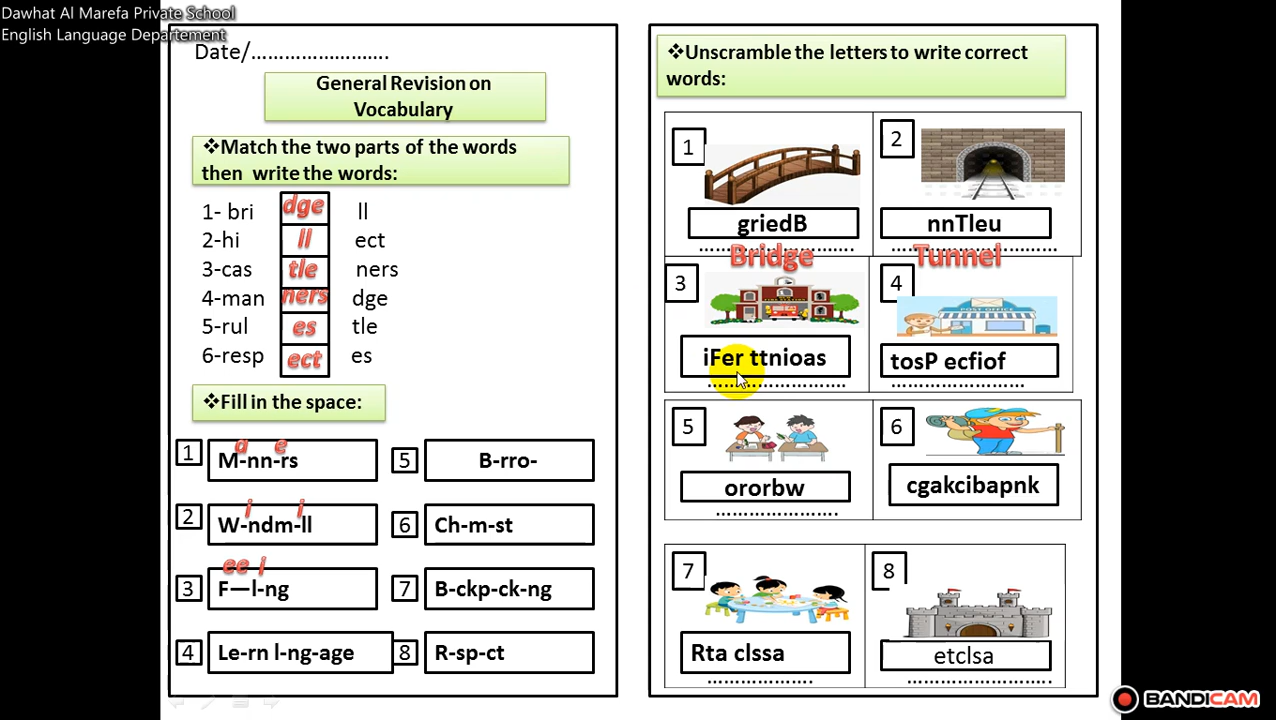 Dawhat Al Marefa Private School
English Language Departement
Date/…………………….
General Revision on
Vocabulary
❖Match the two parts of the words
then write the words:
1- bri dge ll
2-hi ll ect
3-cas tle ners
4-man ners dge
5-rul es tle
6-resp ect es
❖Fill in the space:
a e
1 M-nn-rs
i i
2 W-ndm-ll
ee i
3 F—l-ng
4 Le-rn l-ng-age
5 B-rro-
6 Ch-m-st
7 B-ckp-ck-ng
8 R-sp-ct
❖Unscramble the letters to write correct
words:
1
griedB
Bridge
2
nnTleu
Tunnel
3
FIRE STATION
iFer ttnioas
4
POST OFFICE
tosP ecfiof
5
ororbw
6
cgakcibapnk
7
Rta clssa
8
etclsa
BANDICAM